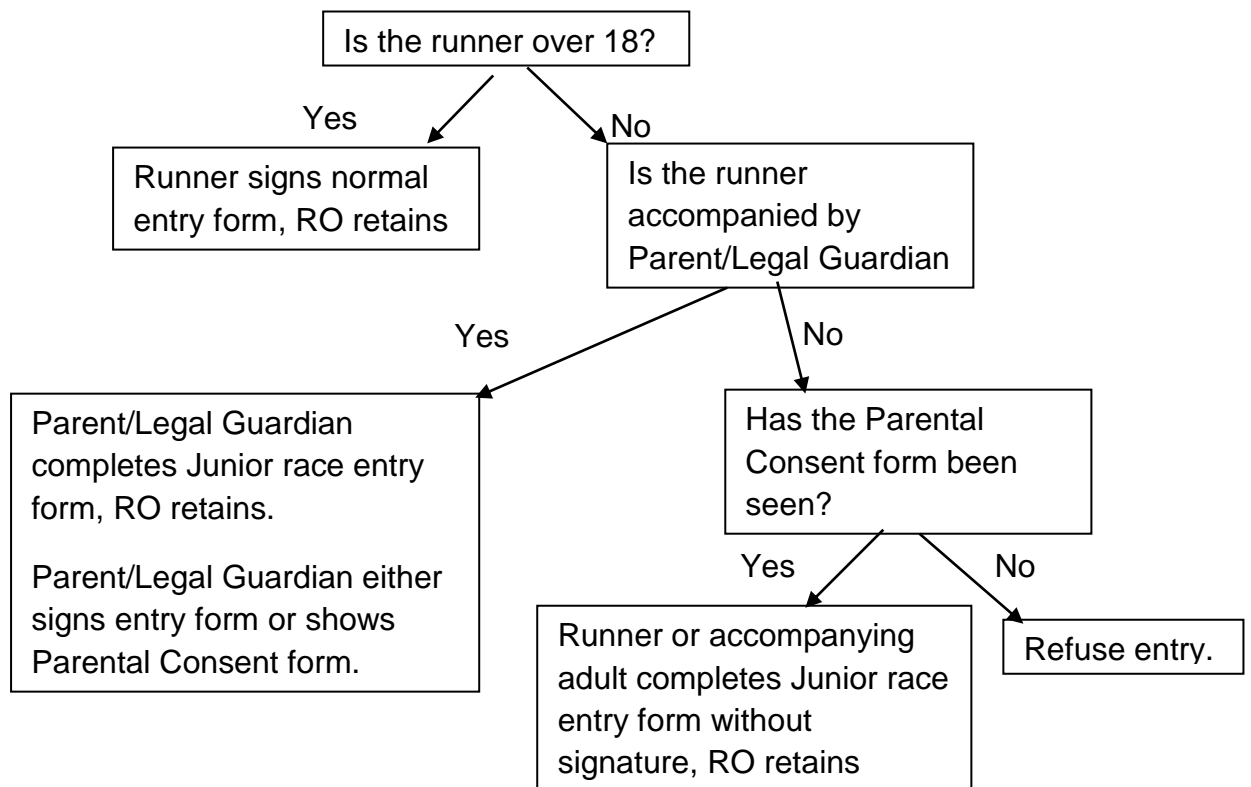 Is the runner over 18?
Yes
No
Runner signs normal
entry form, RO retains
Is the runner
accompanied by
Parent/Legal Guardian
Yes
No
Parent/Legal Guardian
completes Junior race entry
form, RO retains.
Parent/Legal Guardian either
signs entry form or shows
Parental Consent form.
Has the Parental
Consent form been
seen?
Yes
No
Runner or accompanying
adult completes Junior race
entry form without
signature, RO retains
Refuse entry.